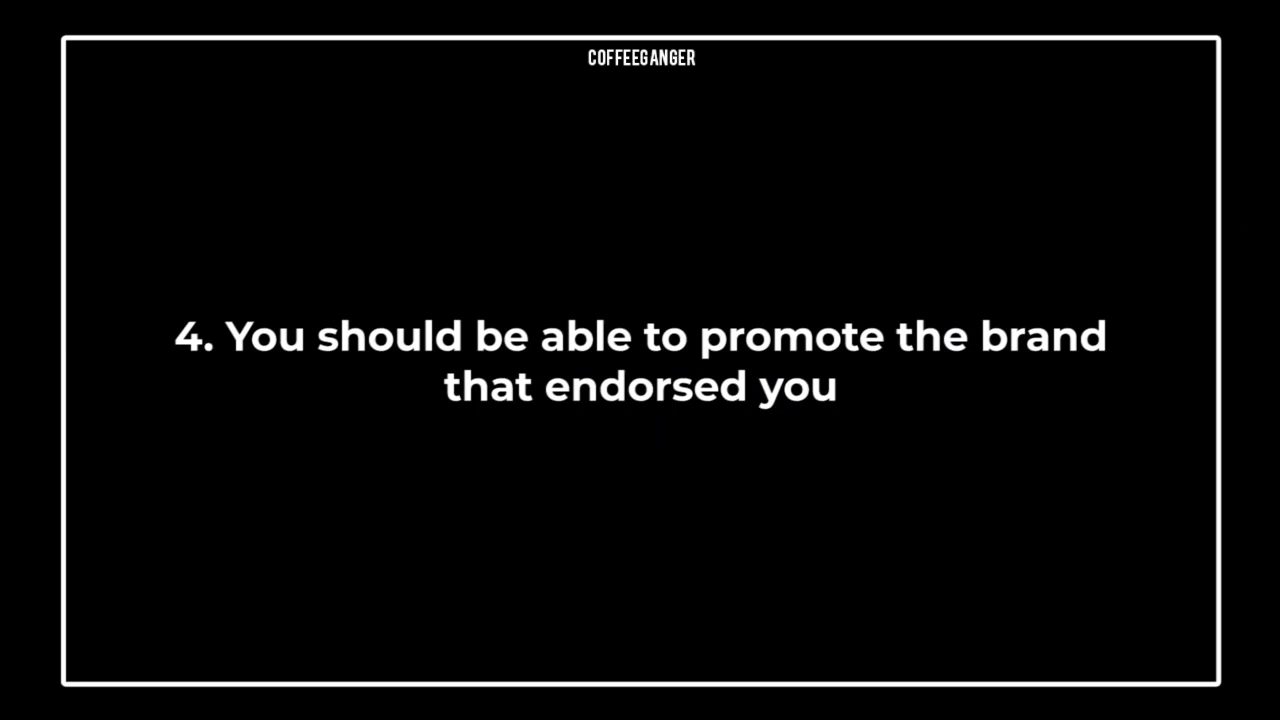 COFFEEGANGER
4. You should be able to promote the brand
that endorsed you